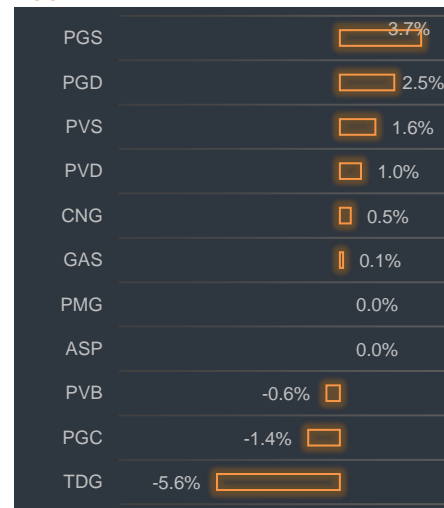 PGS 3.7%
PGD 2.5%
PVS 1.6%
PVD 1.0%
CNG 0.5%
GAS 0.1%
PMG 0.0%
ASP 0.0%
PVB -0.6%
PGC -1.4%
TDG -5.6%